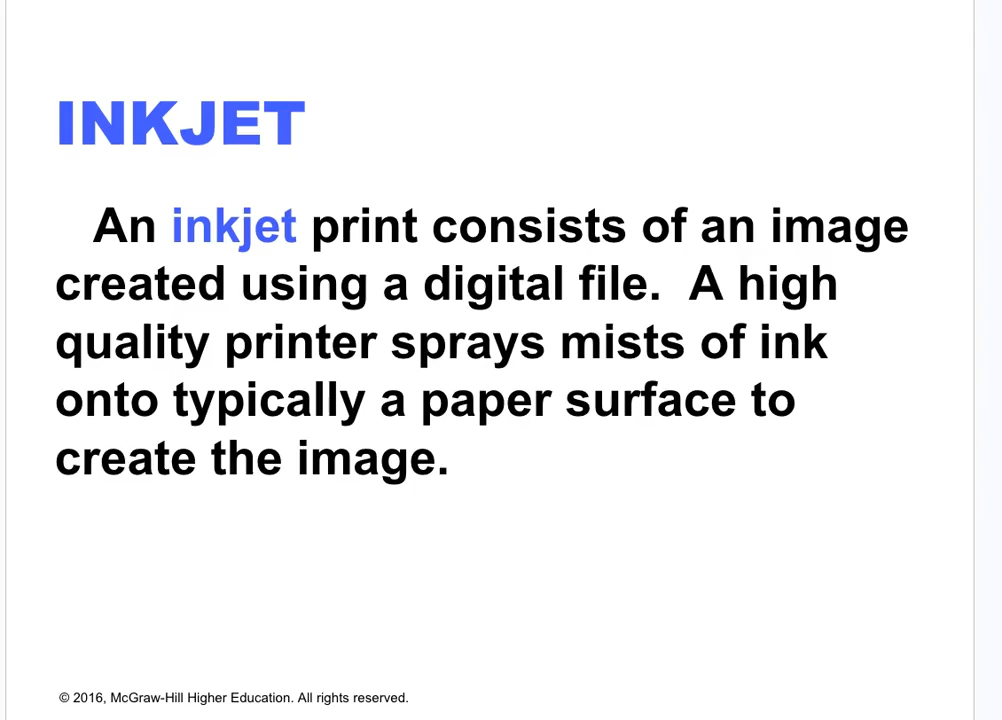 INKJET
An inkjet print consists of an image
created using a digital file.  A high
quality printer sprays mists of ink
onto typically a paper surface to
create the image.
© 2016, McGraw-Hill Higher Education. All rights reserved.